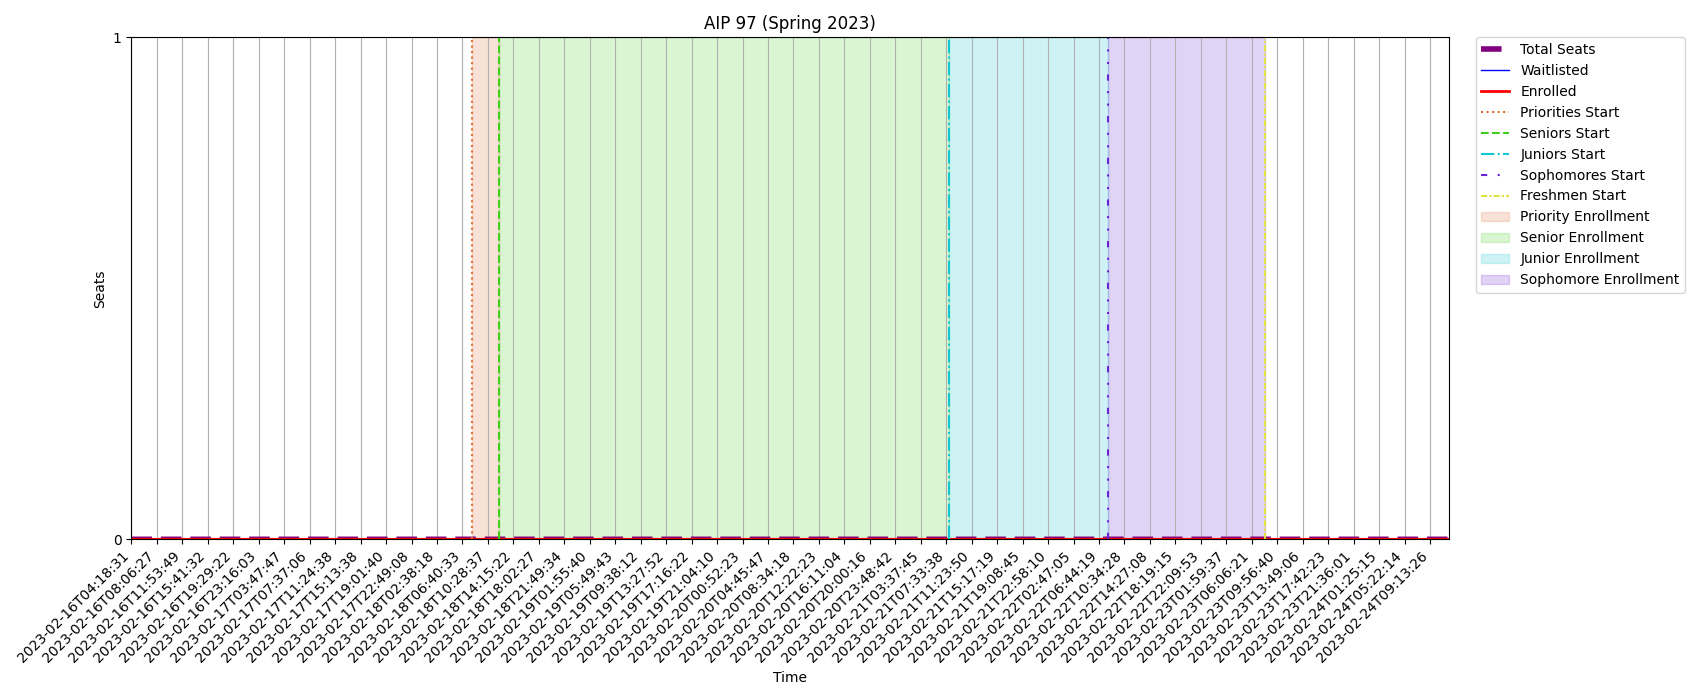 AIP 97 (Spring 2023)
1
0
Seats
Total Seats
Waitlisted
Enrolled
Priorities Start
Seniors Start
Juniors Start
Sophomores Start
Freshmen Start
Priority Enrollment
Senior Enrollment
Junior Enrollment
Sophomore Enrollment
2023-02-16T04:18:31
2023-02-16T08:06:27
2023-02-16T11:53:49
2023-02-16T15:41:32
2023-02-16T19:29:22
2023-02-16T23:16:03
2023-02-17T03:47:47
2023-02-17T07:37:06
2023-02-17T11:24:38
2023-02-17T15:13:38
2023-02-17T19:01:40
2023-02-17T22:49:08
2023-02-18T02:38:18
2023-02-18T06:40:33
2023-02-18T10:28:37
2023-02-18T14:15:22
2023-02-18T18:02:27
2023-02-18T21:49:34
2023-02-19T01:55:40
2023-02-19T05:49:43
2023-02-19T09:38:12
2023-02-19T13:27:52
2023-02-19T17:16:22
2023-02-19T21:04:10
2023-02-20T00:52:23
2023-02-20T04:45:47
2023-02-20T08:34:18
2023-02-20T12:22:23
2023-02-20T16:11:04
2023-02-20T20:00:16
2023-02-20T23:48:42
2023-02-21T03:37:45
2023-02-21T07:33:38
2023-02-21T11:23:50
2023-02-21T15:17:19
2023-02-21T19:08:45
2023-02-21T22:58:10
2023-02-22T02:47:05
2023-02-22T06:44:19
2023-02-22T10:34:28
2023-02-22T14:27:08
2023-02-22T18:19:15
2023-02-22T22:09:53
2023-02-23T01:59:37
2023-02-23T06:06:21
2023-02-23T09:56:40
2023-02-23T13:49:06
2023-02-23T17:42:23
2023-02-23T21:36:01
2023-02-24T01:25:15
2023-02-24T05:22:14
2023-02-24T09:13:26
Time